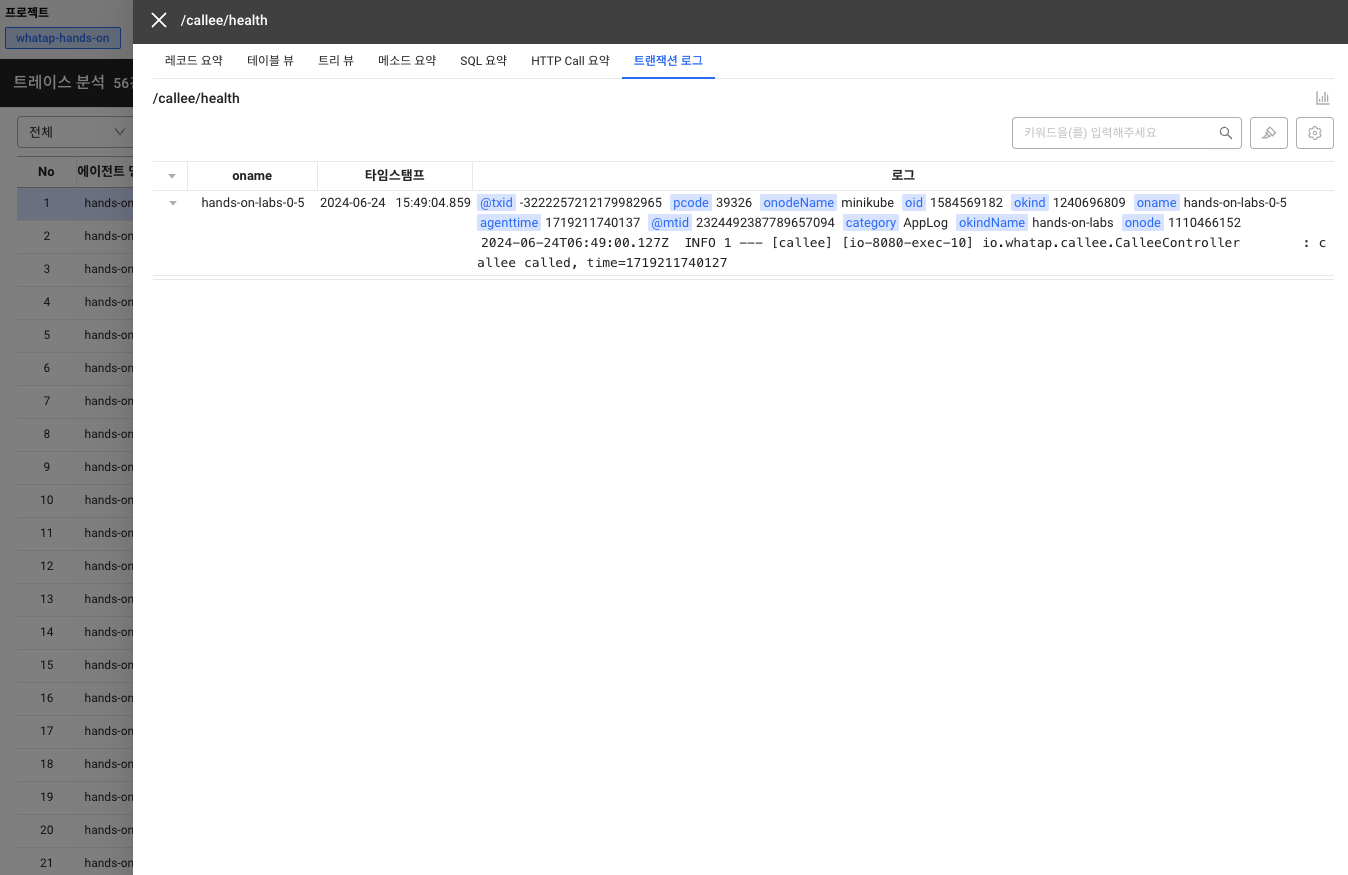 프로젝트
whatap-hands-on
트레이스 분석 56
전체
No 에이전트
1 hands-on
2 hands-on
3 hands-on
4 hands-on
5 hands-on
6 hands-on
7 hands-on
8 hands-on
9 hands-on
10 hands-on
11 hands-on
12 hands-on
13 hands-on
14 hands-on
15 hands-on
16 hands-on
17 hands-on
18 hands-on
19 hands-on
20 hands-on
21 hands-on
/callee/health
레코드 요약 테이블 뷰 트리 뷰 메소드 요약 SQL 요약 HTTP Call 요약 트랜잭션 로그
/callee/health
키워드을(를) 입력해주세요
oname 타임스탬프 로그
hands-on-labs-0-5 2024-06-24 15:49:04.859 @txid -3222257212179982965 pcode 39326 onodeName minikube oid 1584569182 okind 1240696809 oname hands-on-labs-0-5
agenttime 1719211740137 @mtid 2324492387789657094 category AppLog okindName hands-on-labs onode 1110466152
2024-06-24T06:49:00.127Z INFO 1 --- [callee] [io-8080-exec-10] io.whatap.callee.CalleeController : c
allee called, time=1719211740127